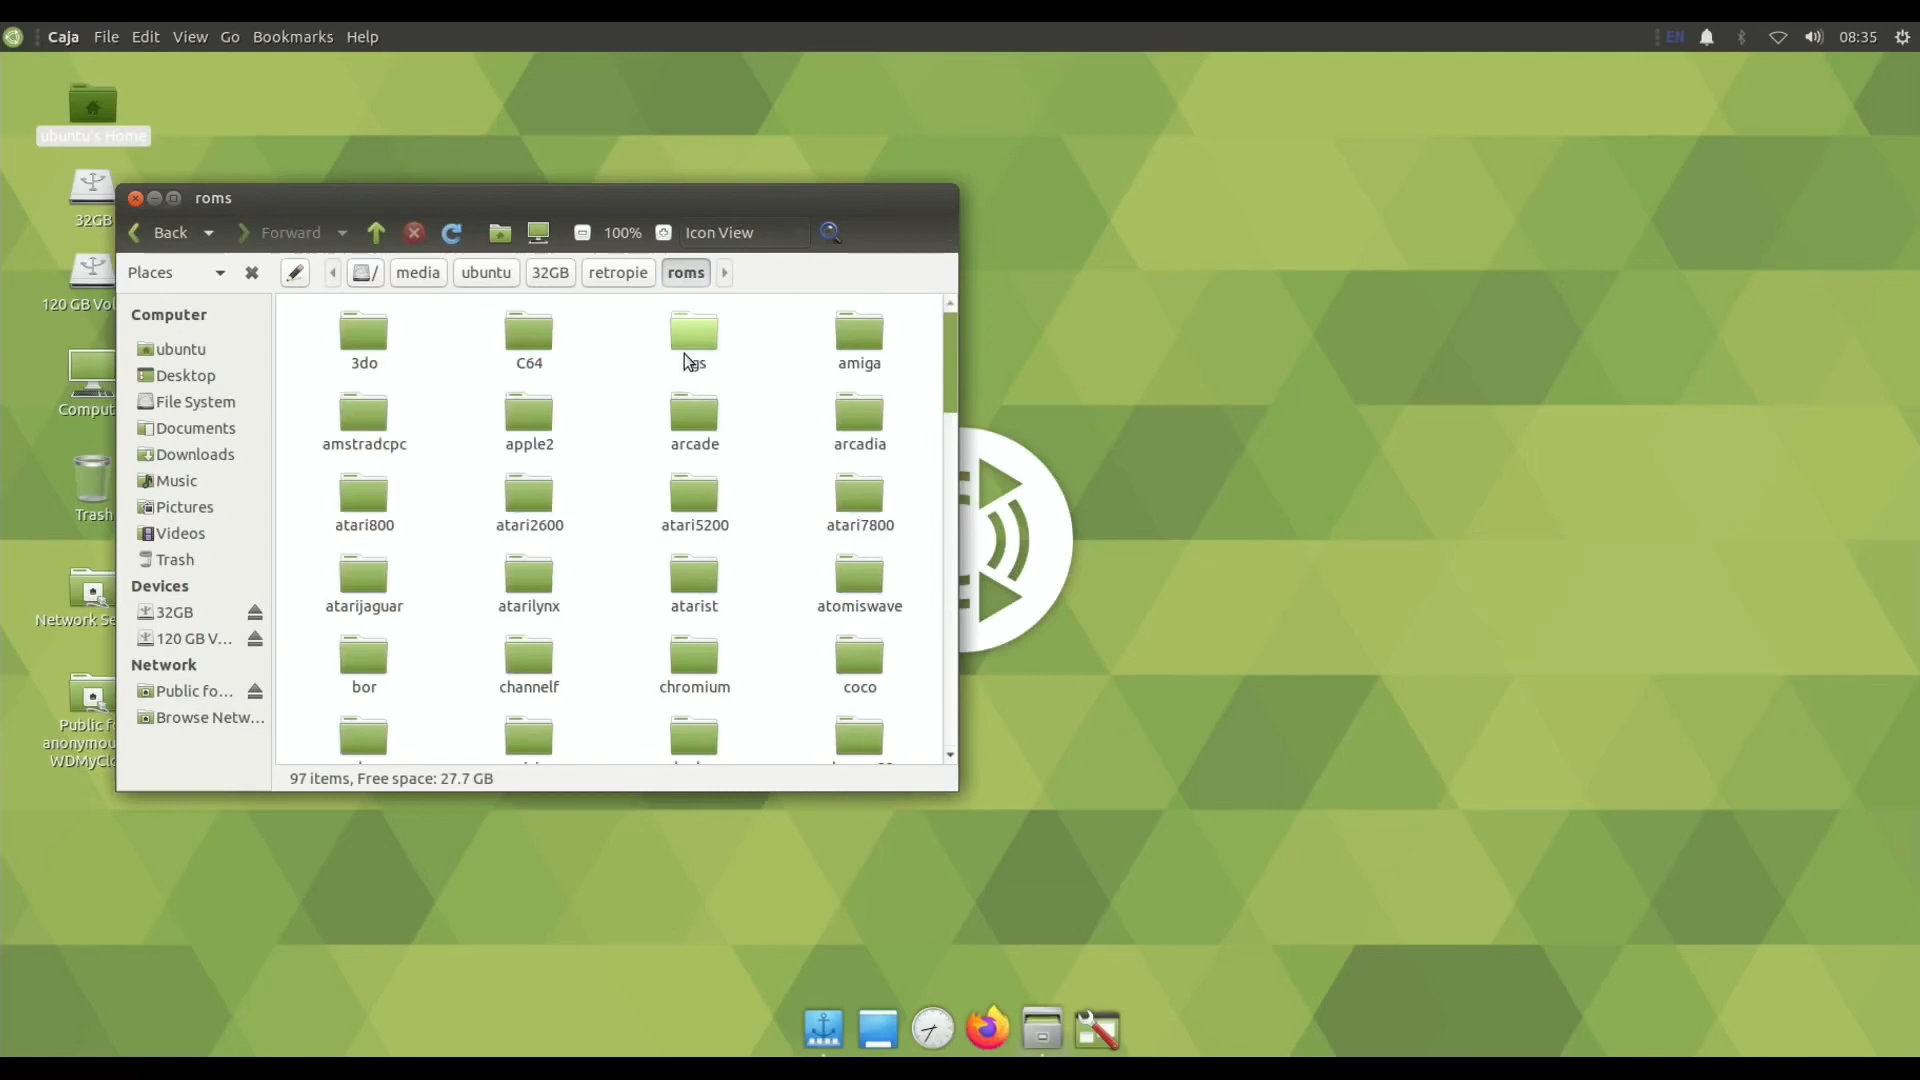 Caja File Edit View Go Bookmarks Help
EN 08:35
ubuntu's Home
32GB
120 GB Vol
Comput
Trash
Network Se
Public f
anonymou
WDMyCl
roms
Back Forward 100% Icon View
Places / media ubuntu 32GB retropie roms
Computer
ubuntu
Desktop
File System
Documents
Downloads
Music
Pictures
Videos
Trash
Devices
32GB
120 GB V...
Network
Public fo...
Browse Netw...
3do C64 amiga
amstradcpc apple2 arcade arcadia
atari800 atari2600 atari5200 atari7800
atarijaguar atarilynx atarist atomiswave
bor channelf chromium coco
97 items, Free space: 27.7 GB